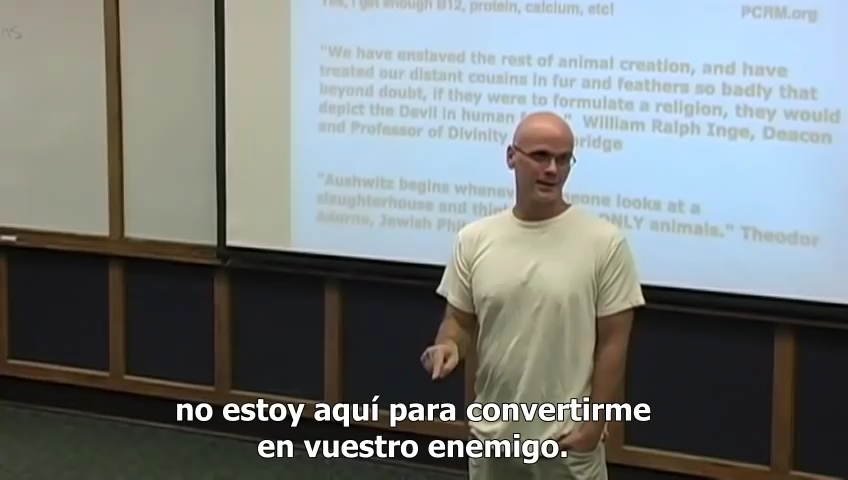 Yes, I get enough B12, protein, calcium, etc!
PCRM.org
"We have enslaved the rest of animal creation, and have
treated our distant cousins in fur and feathers so badly that
beyond doubt, if they were to formulate a religion, they would
depict the Devil in human William Ralph Inge, Deacon
and Professor of Divinity
"Aushwitz begins looks at a
slaughterhouse and ONLY animals." Theodor
Adorno, Jewish
no estoy aquí para convertirme
en vuestro enemigo.